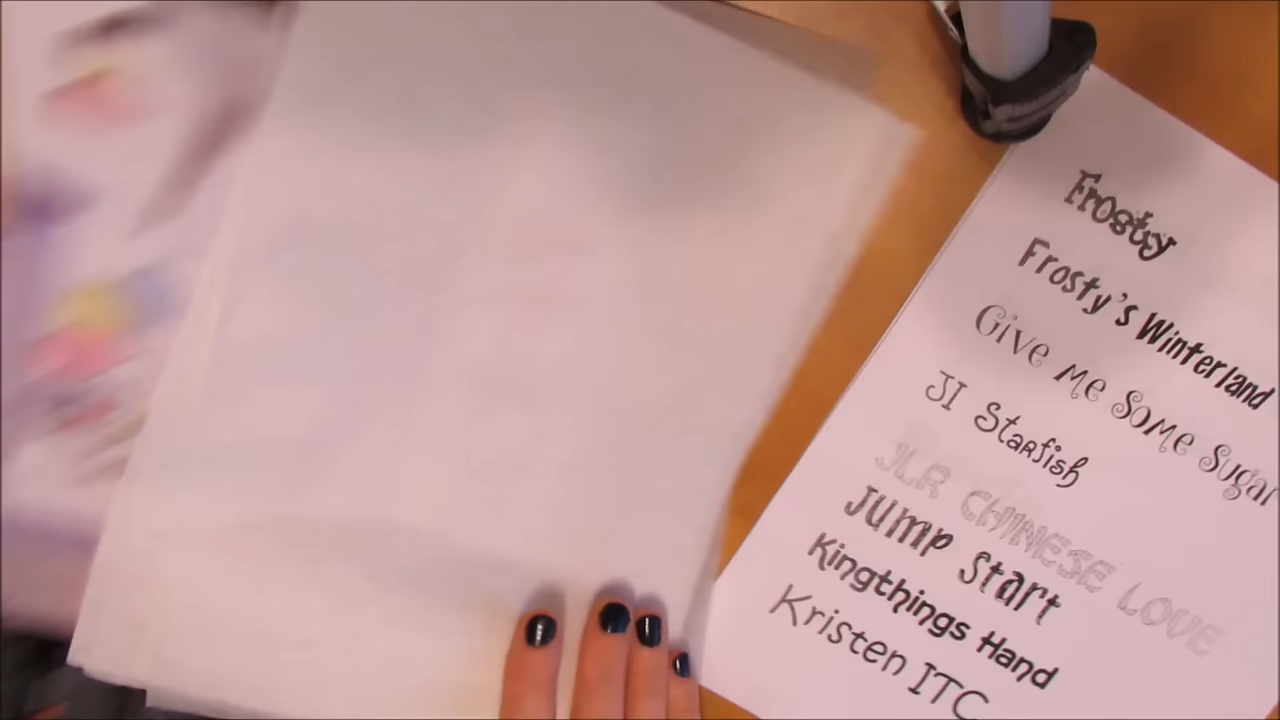 Frosty
Frosty's Winterland
Give Me Some Sugar
JI Starfish
JLR CHINESE LOVE
Jump Start
Kingthings Hand
Kristen ITC